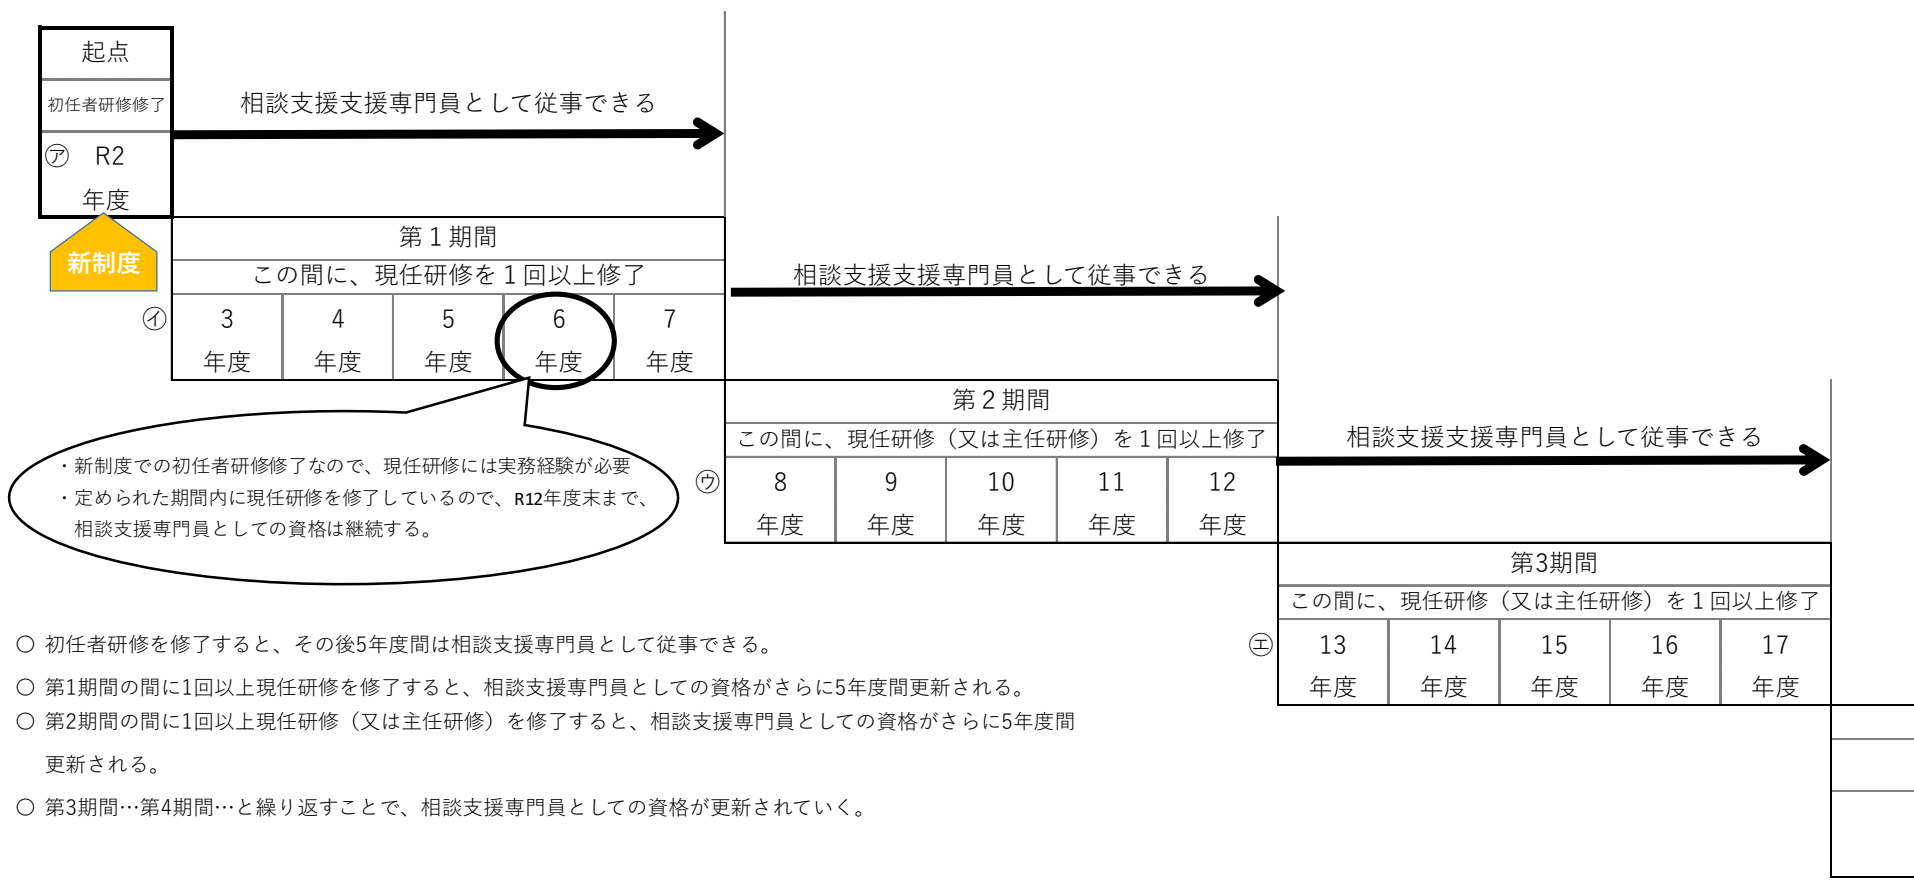 起点
初任者研修修了
㋐ R2
年度
新制度
相談支援支援専門員として従事できる
第１期間
この間に、現任研修を１回以上修了
㋑ 3 4 5 6 7
年度 年度 年度 年度 年度
相談支援支援専門員として従事できる
・新制度での初任者研修修了なので、現任研修には実務経験が必要
・定められた期間内に現任研修を修了しているので、R12年度末まで、
相談支援専門員としての資格は継続する。
第２期間
この間に、現任研修（又は主任研修）を１回以上修了
㋒ 8 9 10 11 12
年度 年度 年度 年度 年度
相談支援支援専門員として従事できる
第3期間
この間に、現任研修（又は主任研修）を１回以上修了
㋓ 13 14 15 16 17
年度 年度 年度 年度 年度
〇 初任者研修を修了すると、その後5年度間は相談支援専門員として従事できる。
〇 第1期間の間に1回以上現任研修を修了すると、相談支援専門員としての資格がさらに5年度間更新される。
〇 第2期間の間に1回以上現任研修（又は主任研修）を修了すると、相談支援専門員としての資格がさらに5年度間
更新される。
〇 第3期間…第4期間…と繰り返すことで、相談支援専門員としての資格が更新されていく。